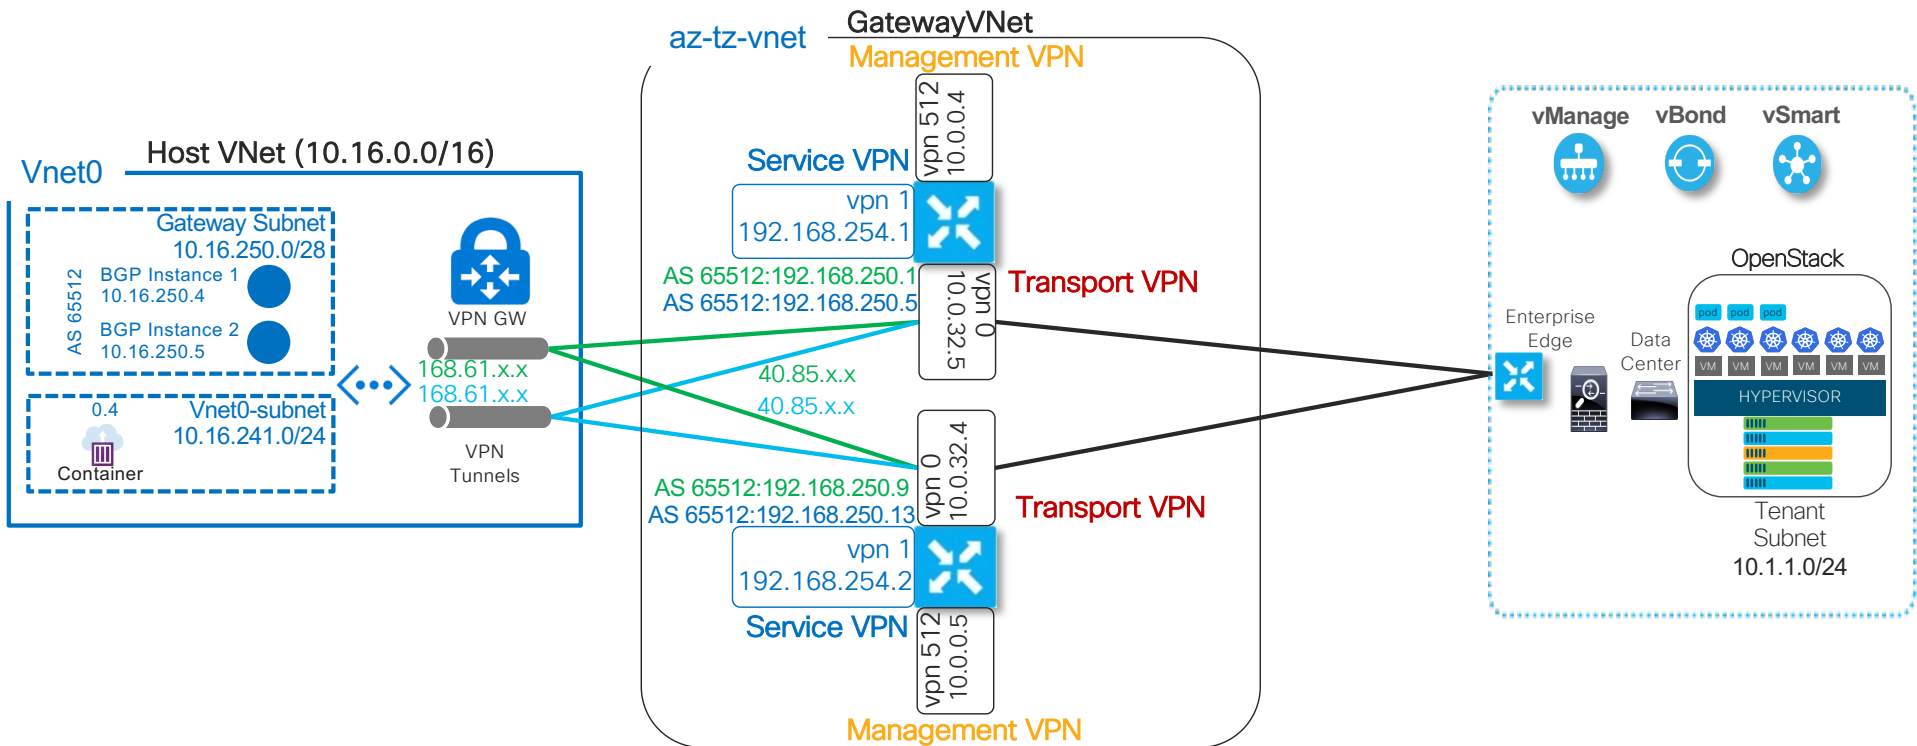 GatewayVNet
az-tz-vnet
Management VPN
vpn 512
10.0.0.4
Host VNet (10.16.0.0/16)
Vnet0
Gateway Subnet
10.16.250.0/28
AS 65512
BGP Instance 1
10.16.250.4
BGP Instance 2
10.16.250.5
0.4
Vnet0-subnet
10.16.241.0/24
Container
VPN GW
168.61.x.x
168.61.x.x
VPN
Tunnels
Service VPN
vpn 1
192.168.254.1
AS 65512:192.168.250.1
AS 65512:192.168.250.5
vpn 0
10.0.32.5
Transport VPN
40.85.x.x
40.85.x.x
vpn 0
10.0.32.4
AS 65512:192.168.250.9
AS 65512:192.168.250.13
Transport VPN
vpn 1
192.168.254.2
Service VPN
vpn 512
10.0.0.5
Management VPN
vManage
vBond
vSmart
OpenStack
Enterprise
Edge
Data
Center
pod
pod
pod
VM
VM
VM
VM
VM
VM
HYPERVISOR
Tenant
Subnet
10.1.1.0/24